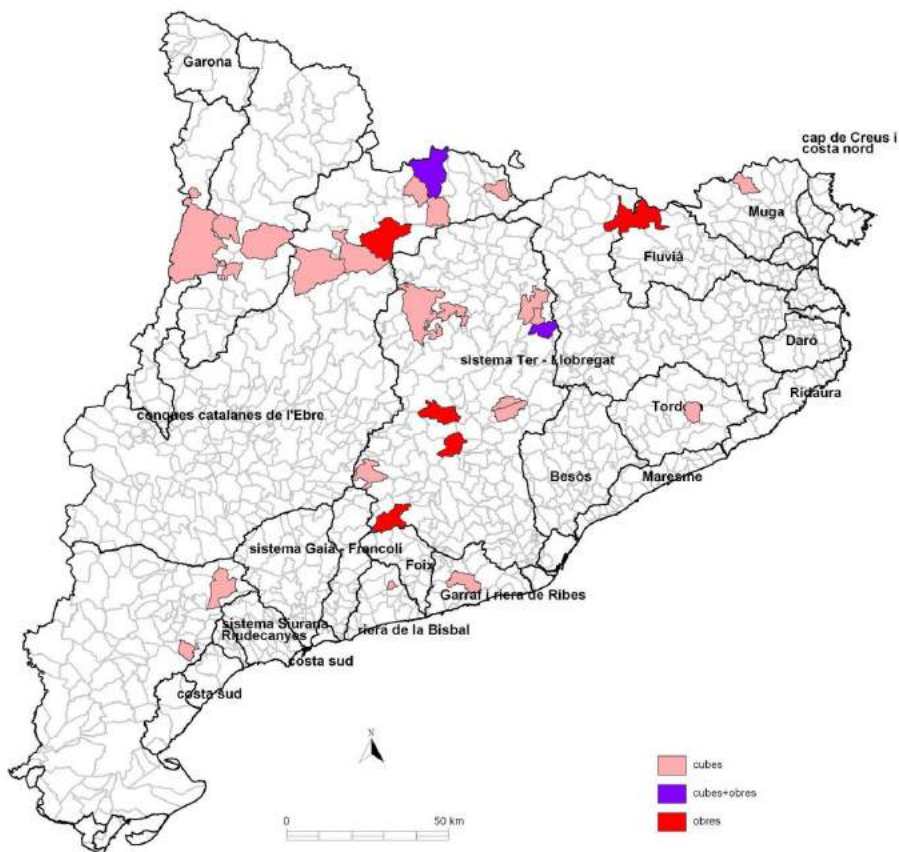 Garona
cap de Creus i
costa nord
Muga
Fluvià
Daró
sistema Ter - Llobregat
Ridaura
conques catalanes de l'Ebre
Tordera
Besòs
Maresme
sistema Gaià - Francolí
Foix
Garraf i riera de Ribes
sistema Siurana
Riudecanyes
riera de la Bisbal
costa sud
costa sud
N
cubes
cubes+obres
obres
0
50 km